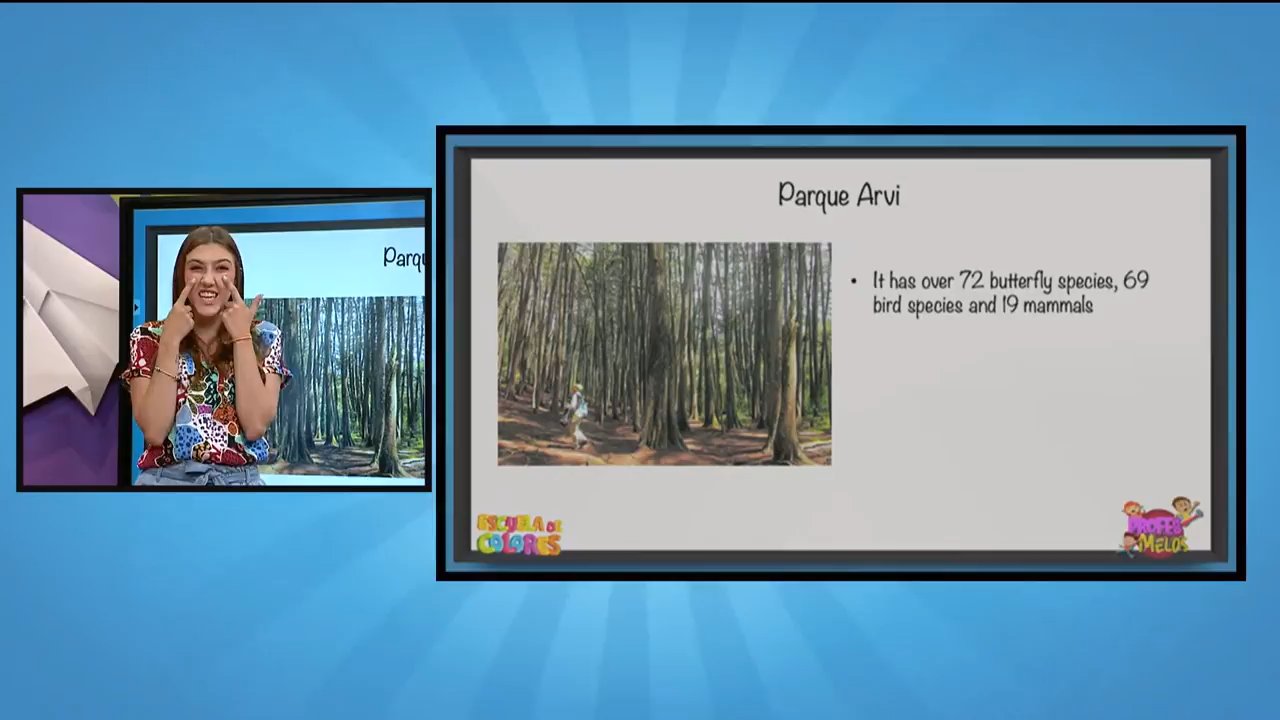 Parque Arvi
Parqu
• It has over 72 butterfly species, 69
bird species and 19 mammals
ESCUELA DE
COLORES
PROFES
MELOS